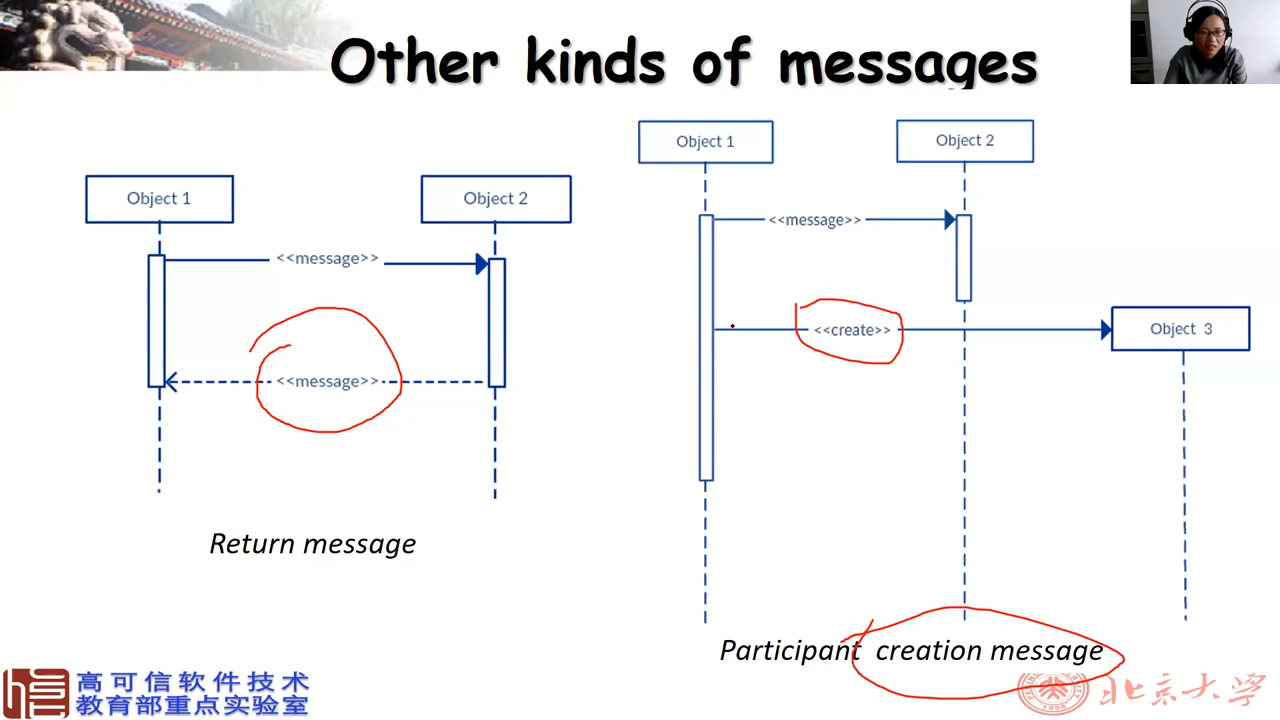 Other kinds of messages
Object 1
Object 2
<<message>>
<<message>>
Return message
Object 1
Object 2
<<message>>
<<create>>
Object 3
Participant creation message
高可信软件技术
教育部重点实验室
北京大学